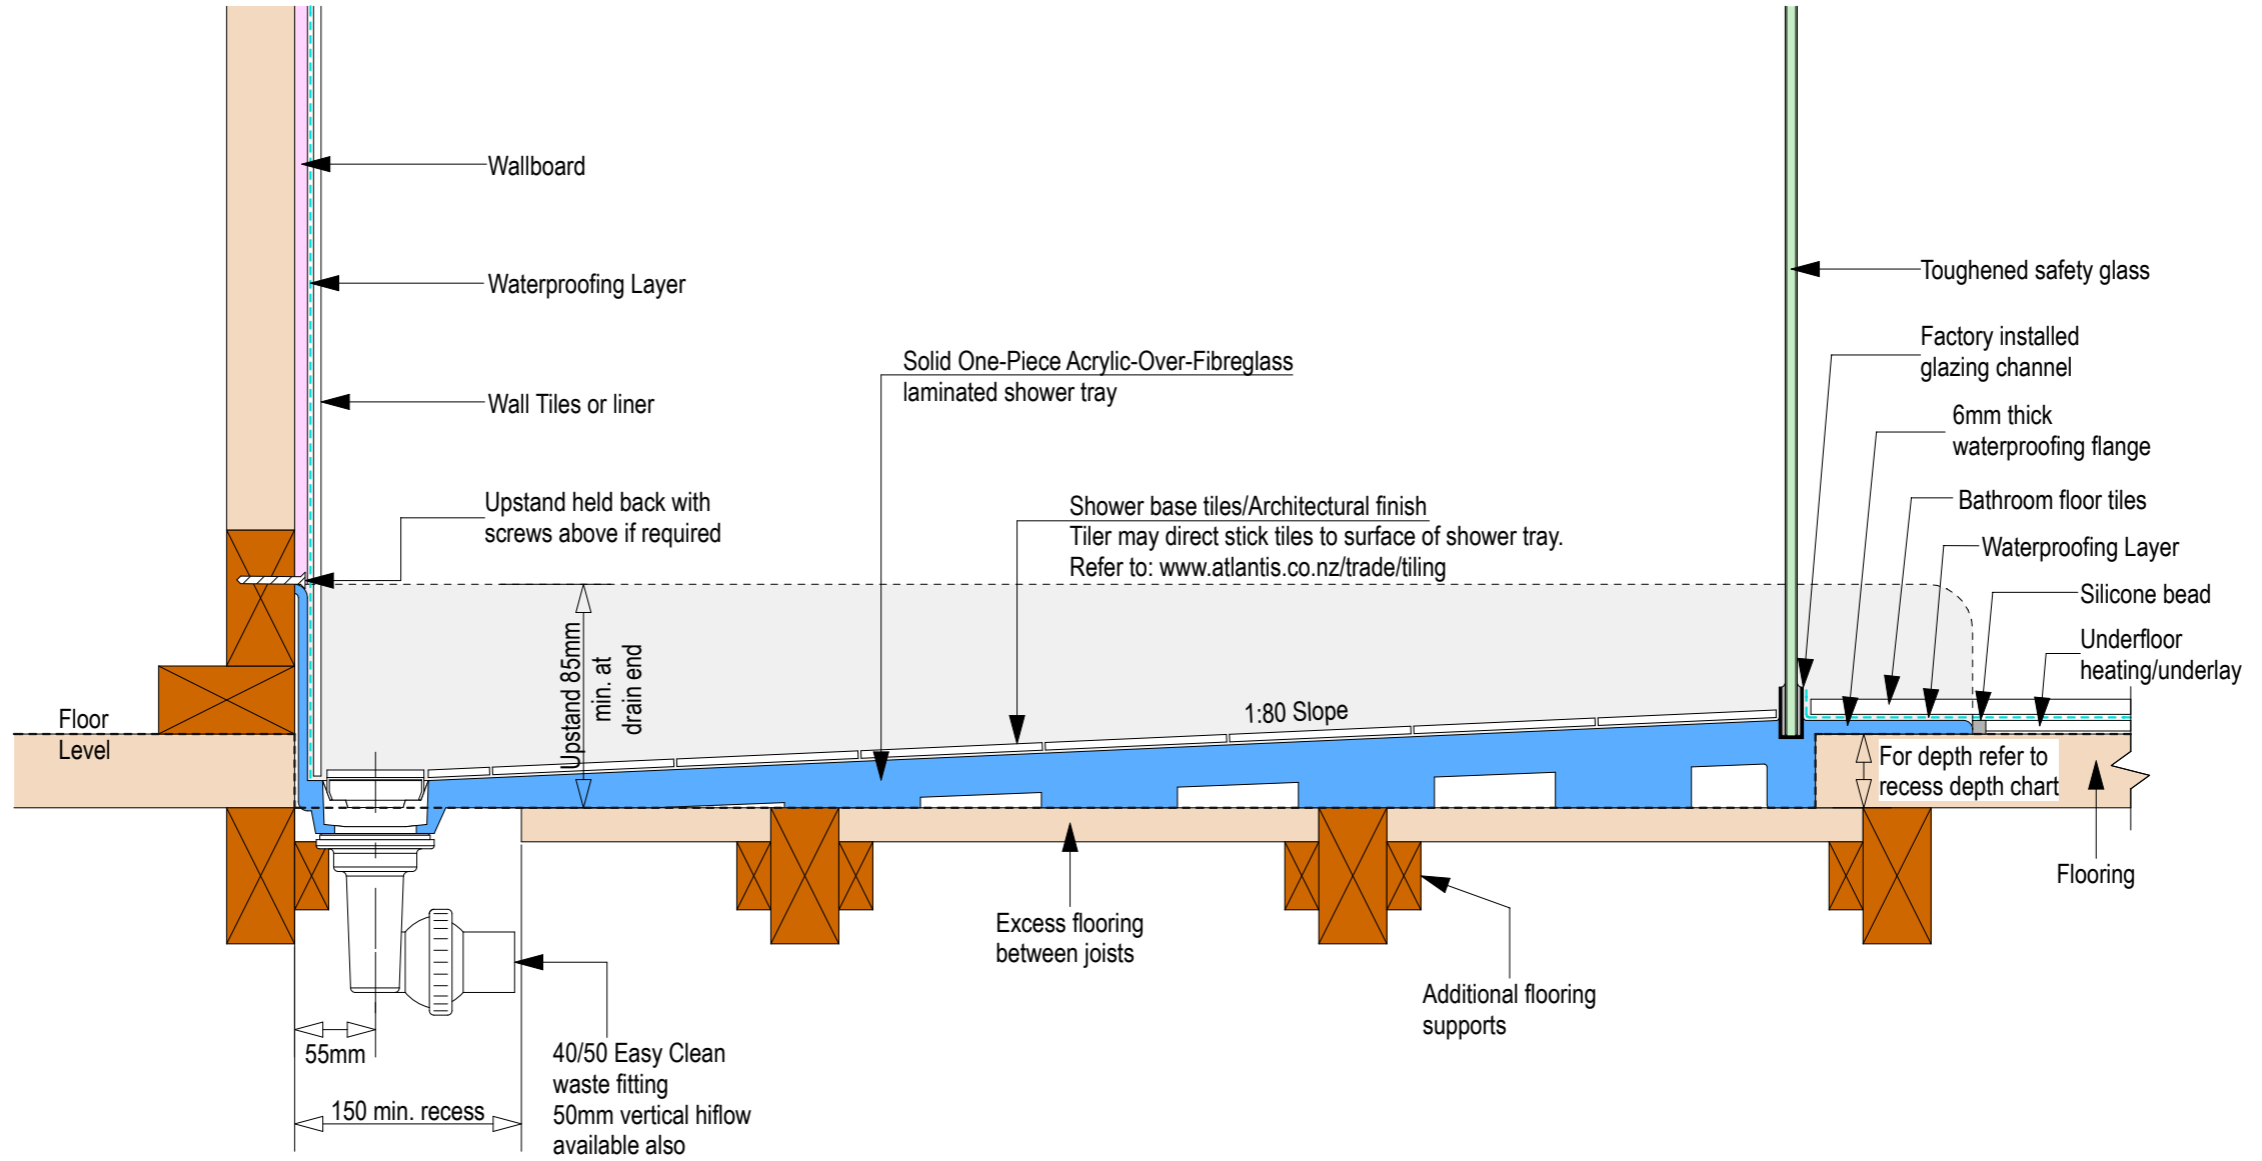 Wallboard
Waterproofing Layer
Wall Tiles or liner
Upstand held back with
screws above if required
Solid One-Piece Acrylic-Over-Fibreglass
laminated shower tray
Shower base tiles/Architectural finish
Tiler may direct stick tiles to surface of shower tray.
Refer to: www.atlantis.co.nz/trade/tiling
Toughened safety glass
Factory installed
glazing channel
6mm thick
waterproofing flange
Bathroom floor tiles
Waterproofing Layer
Silicone bead
Underfloor
heating/underlay
Upstand 85mm
min. at
drain end
1:80 Slope
Floor
Level
For depth refer to
recess depth chart
Flooring
Excess flooring
between joists
Additional flooring
supports
55mm
150 min. recess
40/50 Easy Clean
waste fitting
50mm vertical hiflow
available also